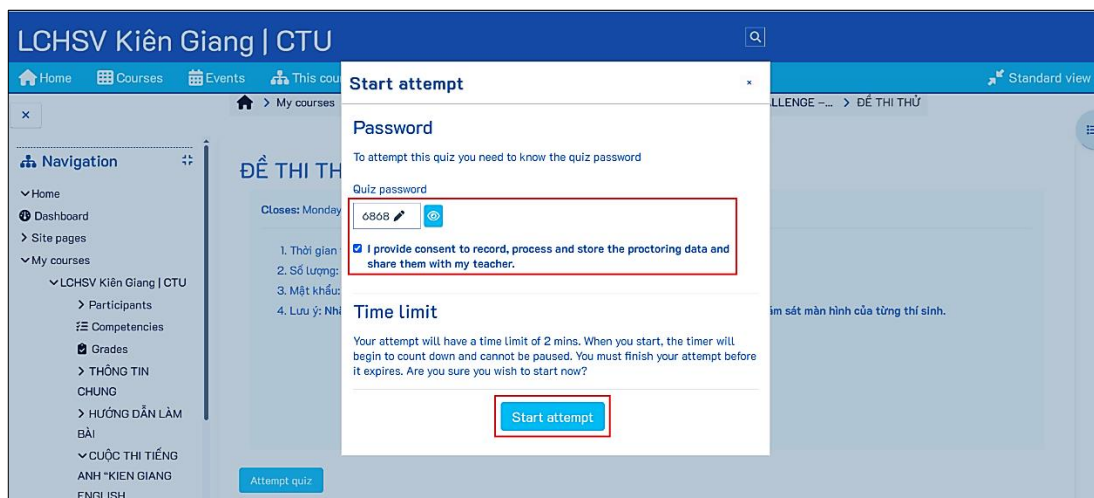 LCHSV Kiên Giang | CTU
Home Courses Events This cou Standard view
My courses LLENGE –... > ĐỀ THI THỬ
Navigation
Home
Dashboard
Site pages
My courses
LCHSV Kiên Giang | CTU
Participants
Competencies
Grades
THÔNG TIN
CHUNG
HƯỚNG DẪN LÀM
BÀI
CUỘC THI TIẾNG
ANH “KIEN GIANG
ENGLISH
ĐỀ THI TH
Closes: Monday
1. Thời gian
2. Số lượng:
3. Mật khẩu:
4. Lưu ý: Nhà
ám sát màn hình của từng thí sinh.
Attempt quiz
Start attempt ×
Password
To attempt this quiz you need to know the quiz password
Quiz password
6868
I provide consent to record, process and store the proctoring data and
share them with my teacher.
Time limit
Your attempt will have a time limit of 2 mins. When you start, the timer will
begin to count down and cannot be paused. You must finish your attempt before
it expires. Are you sure you wish to start now?
Start attempt